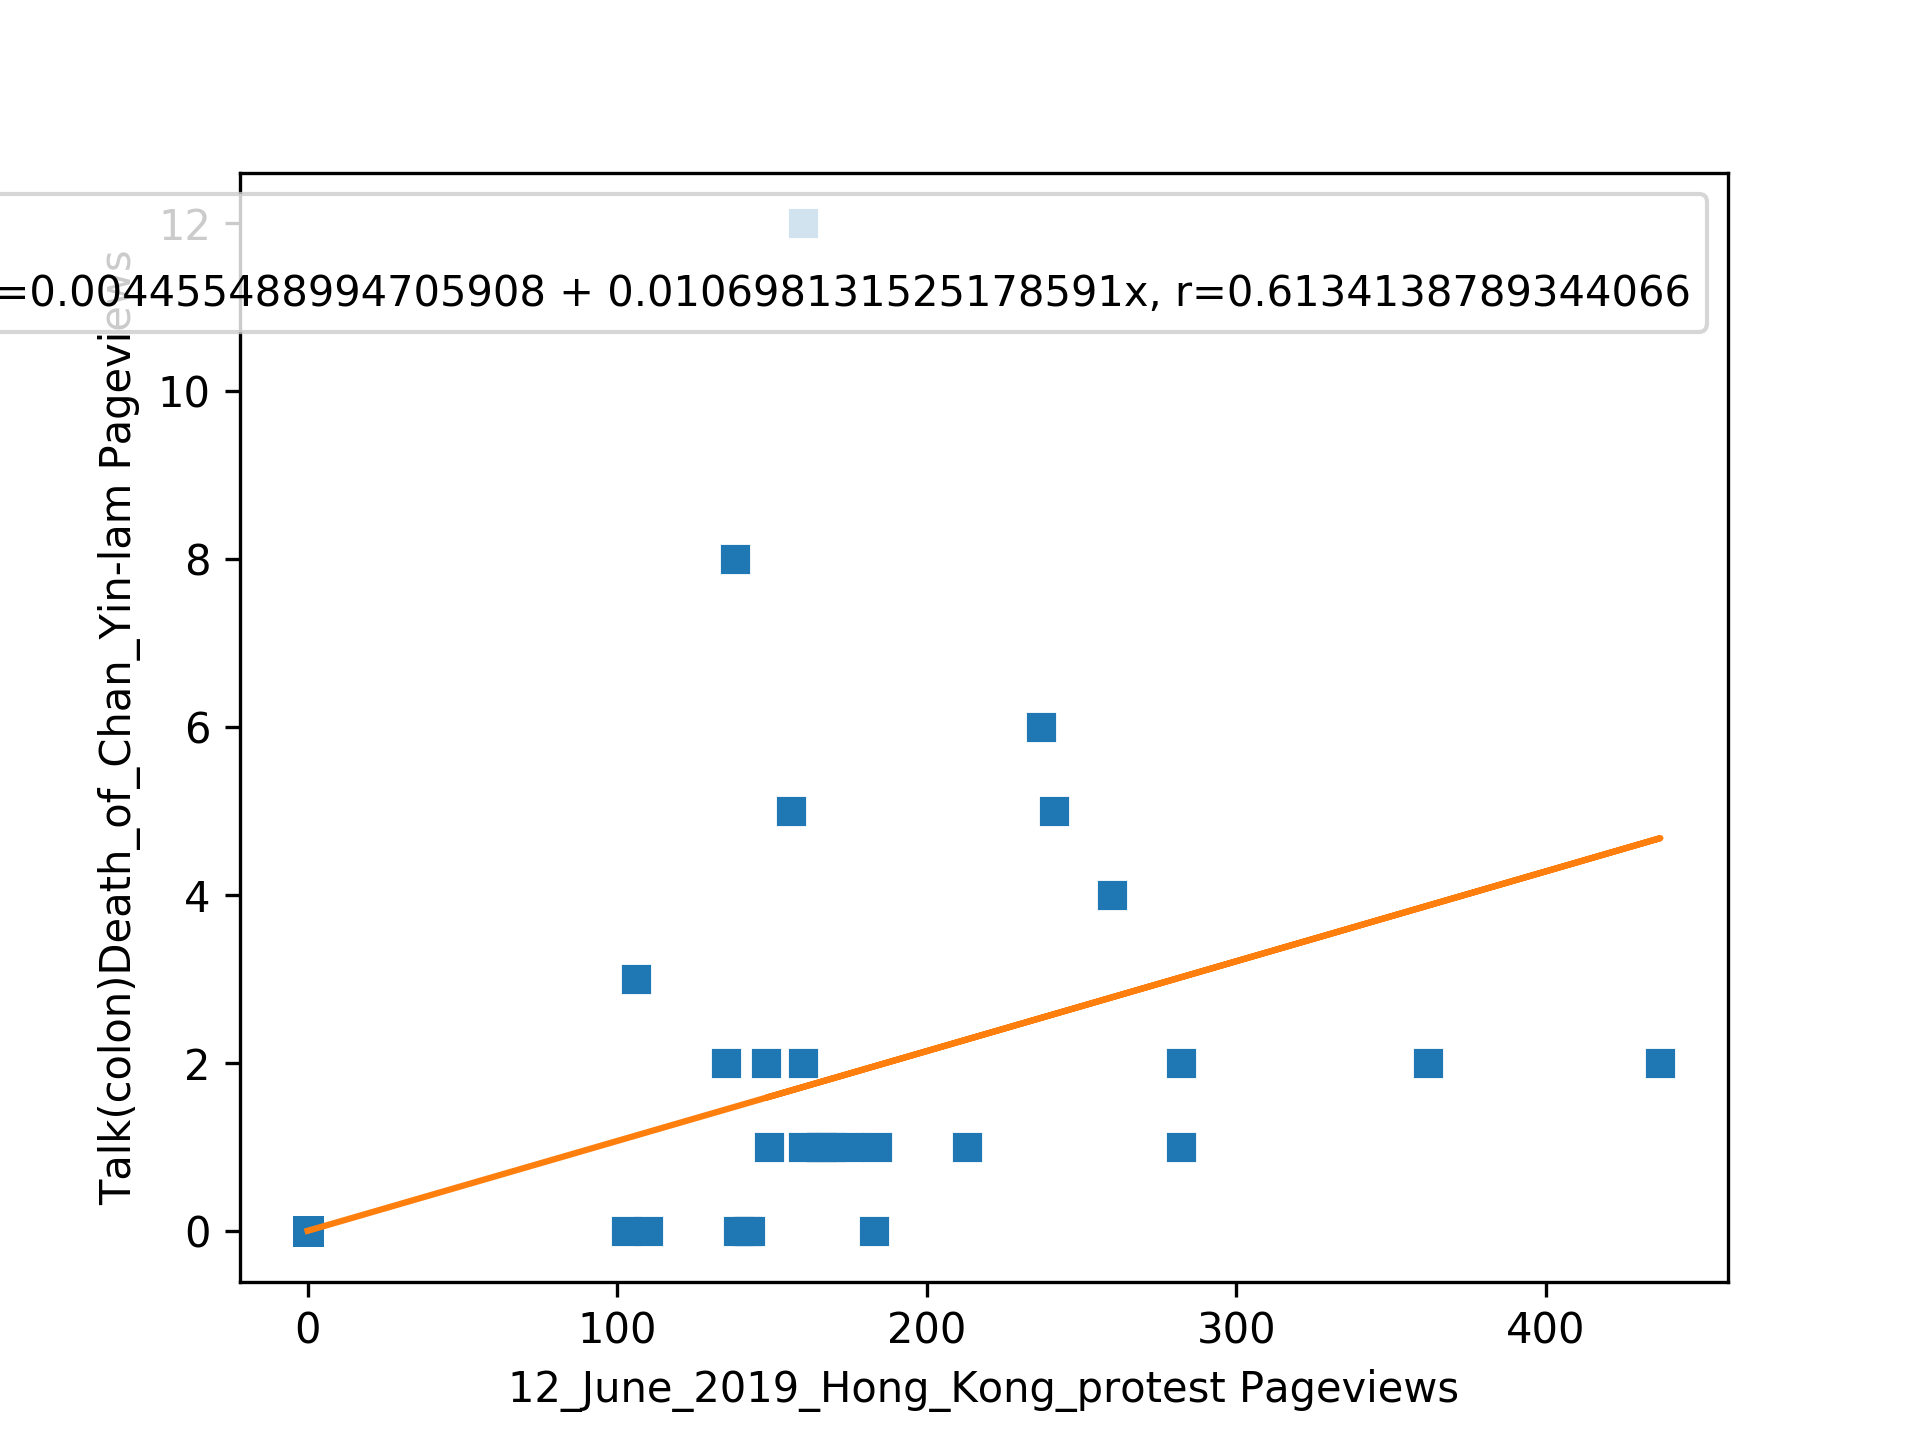 12
=0.004455488994705908 + 0.010698131525178591x, r=0.6134138789344066
10
8
6
4
2
0
Talk(colon)Death_of_Chan_Yin-lam Pageviews
0 100 200 300 400
12_June_2019_Hong_Kong_protest Pageviews